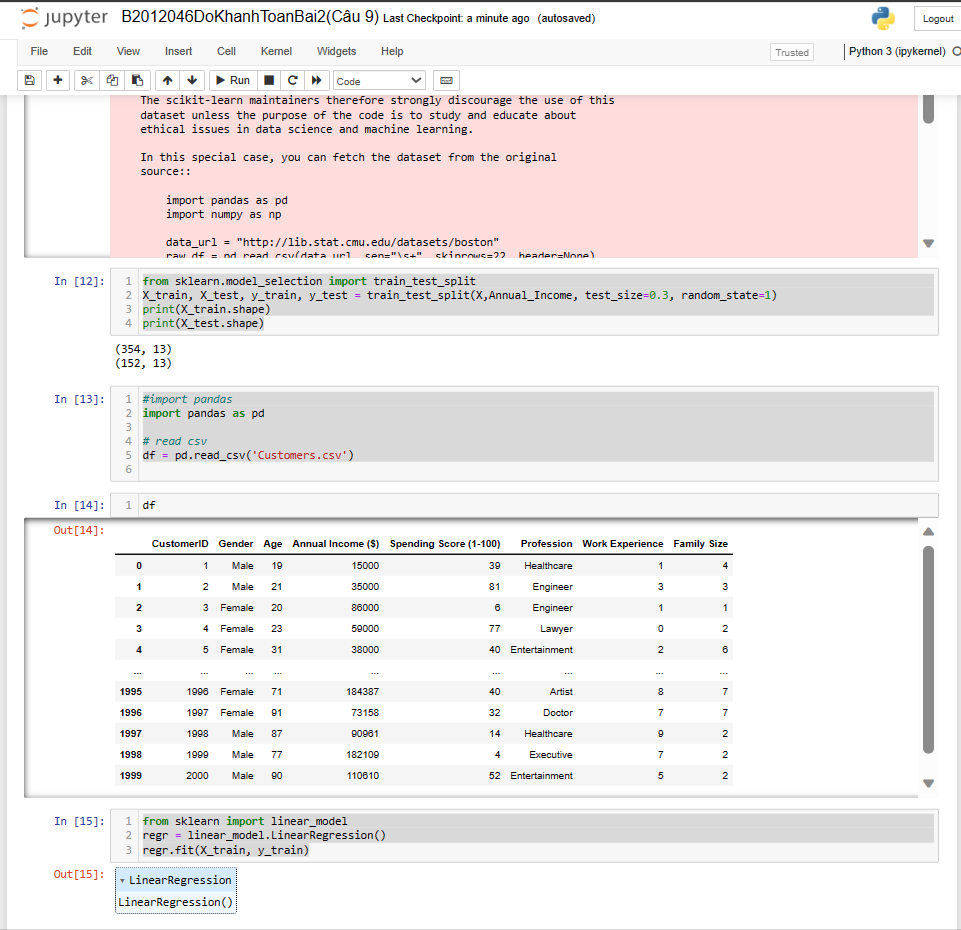 jupyter B2012046DoKhanhToanBai2(Câu 9) Last Checkpoint: a minute ago (autosaved) Logout
File Edit View Insert Cell Kernel Widgets Help Trusted Python 3 (ipykernel)
Run Code
The scikit-learn maintainers therefore strongly discourage the use of this
dataset unless the purpose of the code is to study and educate about
ethical issues in data science and machine learning.
In this special case, you can fetch the dataset from the original
source::
import pandas as pd
import numpy as np
data_url = "http://lib.stat.cmu.edu/datasets/boston"
raw_df = pd.read_csv(data_url, sep="\s+", skiprows=22, header=None)
In [12]:
1 from sklearn.model_selection import train_test_split
2 X_train, X_test, y_train, y_test = train_test_split(X,Annual_Income, test_size=0.3, random_state=1)
3 print(X_train.shape)
4 print(X_test.shape)
(354, 13)
(152, 13)
In [13]:
1 #import pandas
2 import pandas as pd
3
4 # read csv
5 df = pd.read_csv('Customers.csv')
6
In [14]: 1 df
Out[14]:
CustomerID Gender Age Annual Income ($) Spending Score (1-100) Profession Work Experience Family Size
0 1 Male 19 15000 39 Healthcare 1 4
1 2 Male 21 35000 81 Engineer 3 3
2 3 Female 20 86000 6 Engineer 1 1
3 4 Female 23 59000 77 Lawyer 0 2
4 5 Female 31 38000 40 Entertainment 2 6
... ... ... ... ... ... ... ... ...
1995 1996 Female 71 184387 40 Artist 8 7
1996 1997 Female 91 73158 32 Doctor 7 7
1997 1998 Male 87 90961 14 Healthcare 9 2
1998 1999 Male 77 182109 4 Executive 7 2
1999 2000 Male 90 110610 52 Entertainment 5 2
In [15]:
1 from sklearn import linear_model
2 regr = linear_model.LinearRegression()
3 regr.fit(X_train, y_train)
Out[15]:
LinearRegression
LinearRegression()